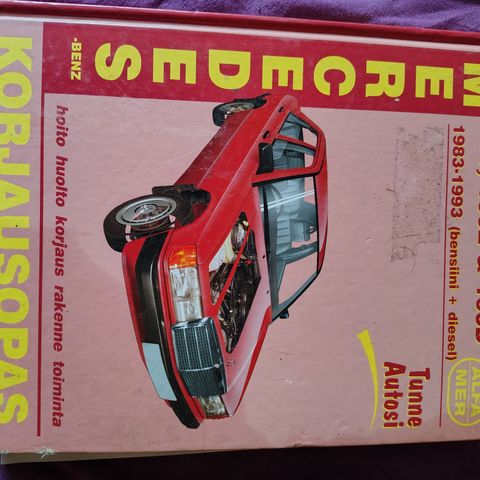 MERCEDES
-BENZ
1983-1993 (bensiini + diesel)
ALFA
MER
Tunne
Autosi
hoito huolto korjaus rakenne toiminta
KORJAUSOPAS